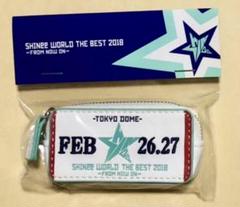 SHINee WORLD THE BEST 2018
～FROM NOW ON～
-TOKYO DOME-
FEB 26.27
SHINee WORLD THE BEST 2018
～FROM NOW ON～